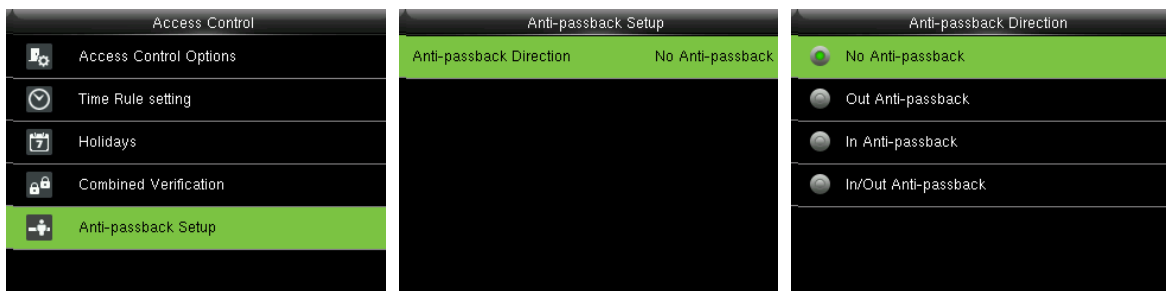 Access Control
Access Control Options
Time Rule setting
7
Holidays
Combined Verification
Anti-passback Setup
Anti-passback Setup
Anti-passback Direction No Anti-passback
Anti-passback Direction
No Anti-passback
Out Anti-passback
In Anti-passback
In/Out Anti-passback